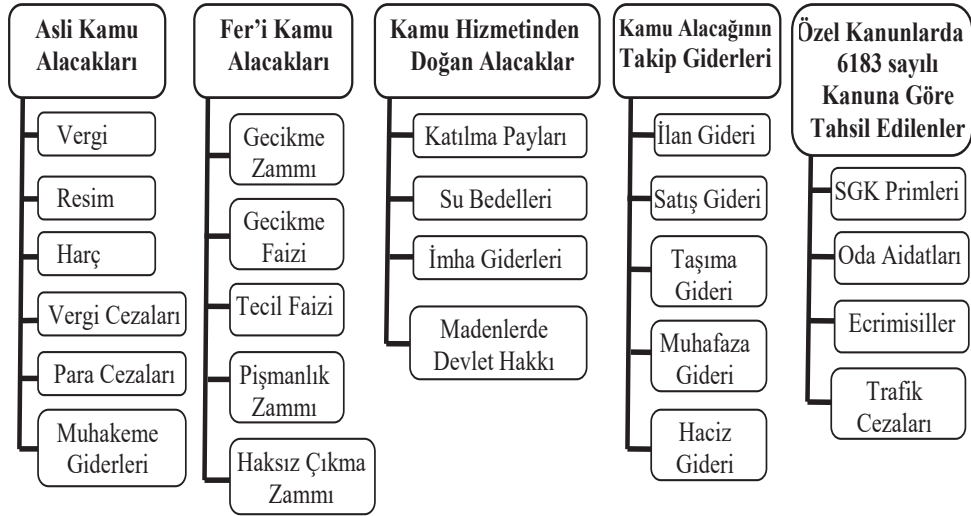 Asli Kamu
Alacakları
Vergi
Resim
Harç
Vergi Cezaları
Para Cezaları
Muhakeme
Giderleri
Fer’i Kamu
Alacakları
Gecikme
Zammı
Gecikme
Faizi
Tecil Faizi
Pişmanlık
Zammı
Haksız Çıkma
Zammı
Kamu Hizmetinden
Doğan Alacaklar
Katılma Payları
Su Bedelleri
İmha Giderleri
Madenlerde
Devlet Hakkı
Kamu Alacağının
Takip Giderleri
İlan Gideri
Satış Gideri
Taşıma
Gideri
Muhafaza
Gideri
Haciz
Gideri
Özel Kanunlarda
6183 sayılı
Kanuna Göre
Tahsil Edilenler
SGK Primleri
Oda Aidatları
Ecrimisiller
Trafik
Cezaları